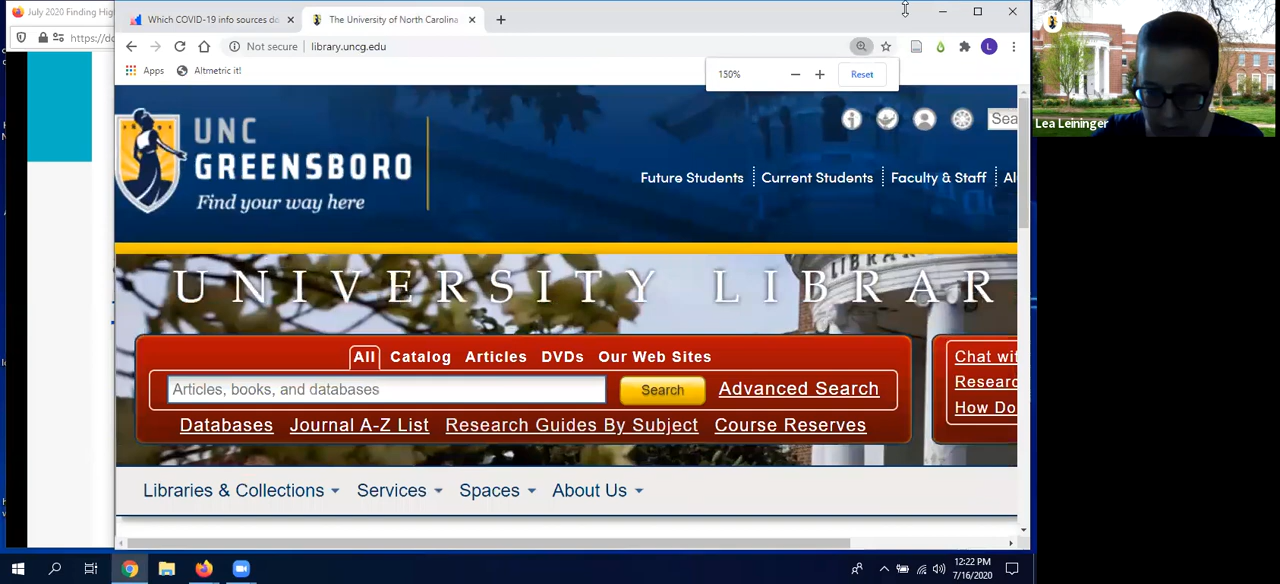 July 2020 Finding High
Which COVID-19 info sources do
The University of North Carolina
https://do
Not secure
library.uncg.edu
Apps
Altmetric it!
150%
Reset
L
UNC
GREENSBORO
Find your way here
Sea
Future Students
Current Students
Faculty & Staff
Al
Lea Leininger
UNIVERSITY LIBRAR
LIBRAR
All
Catalog
Articles
DVDs
Our Web Sites
Articles, books, and databases
Search
Advanced Search
Databases
Journal A-Z List
Research Guides By Subject
Course Reserves
Chat wit
Researc
How Do
Libraries & Collections
Services
Spaces
About Us
12:22 PM
7/16/2020